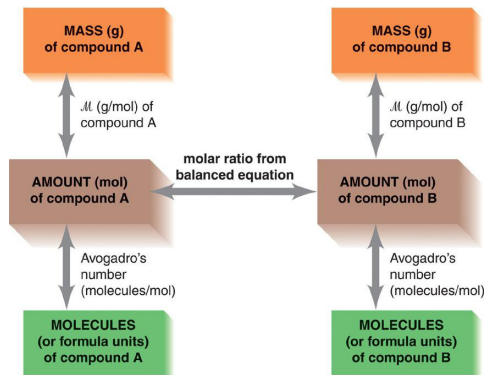 MASS (g)
of compound A
MASS (g)
of compound B
ℳ (g/mol) of
compound A
ℳ (g/mol) of
compound B
molar ratio from
balanced equation
AMOUNT (mol)
of compound A
AMOUNT (mol)
of compound B
Avogadro's
number
(molecules/mol)
Avogadro's
number
(molecules/mol)
MOLECULES
(or formula units)
of compound A
MOLECULES
(or formula units)
of compound B